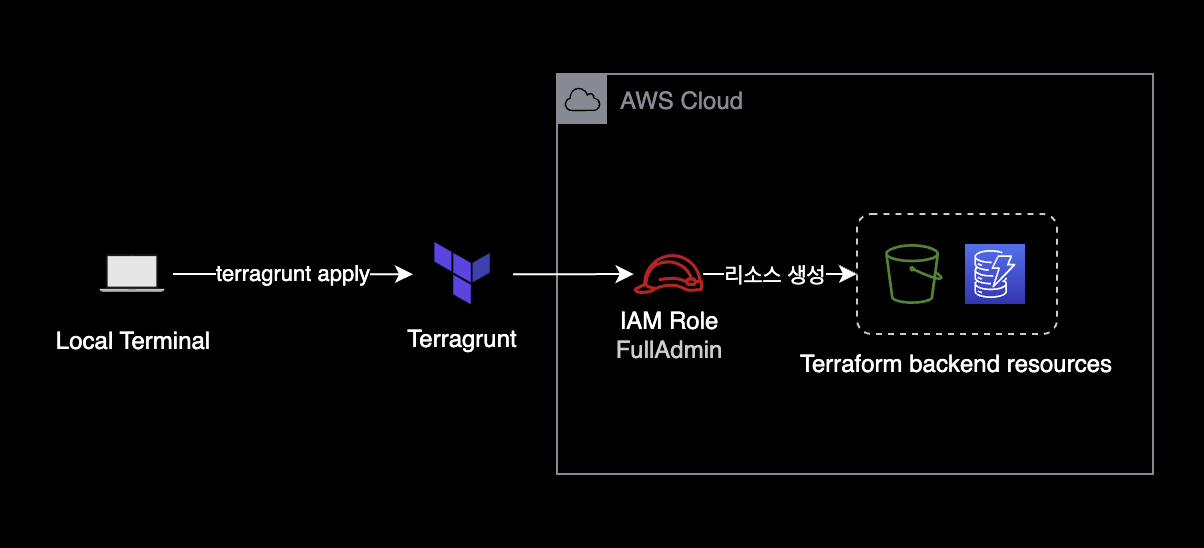 AWS Cloud
terragrunt apply
리소스 생성
Local Terminal
Terragrunt
IAM Role
FullAdmin
Terraform backend resources